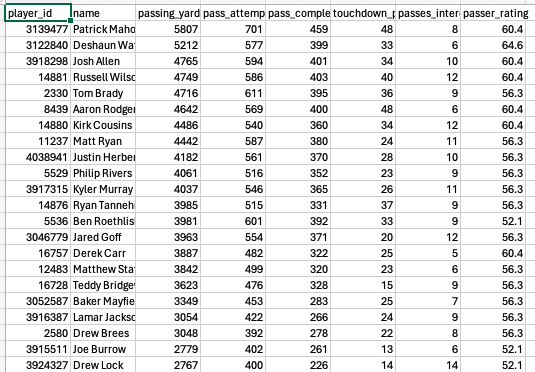 player_id name passing_yard pass_attemp pass_comple touchdown_p passes_inter passer_rating
3139477 Patrick Maho 5807 701 459 48 8 60.4
3122840 Deshaun Wa 5212 577 399 33 6 64.6
3918298 Josh Allen 4765 594 401 34 10 60.4
14881 Russell Wilso 4749 586 403 40 12 60.4
2330 Tom Brady 4716 611 395 36 9 56.3
8439 Aaron Rodger 4642 569 400 48 6 60.4
14880 Kirk Cousins 4486 540 360 34 12 60.4
11237 Matt Ryan 4442 587 380 24 11 56.3
4038941 Justin Herber 4182 561 370 28 10 56.3
5529 Philip Rivers 4061 516 352 23 9 56.3
3917315 Kyler Murray 4037 546 365 26 11 56.3
14876 Ryan Tanneh 3985 515 331 37 9 56.3
5536 Ben Roethlis 3981 601 392 33 9 52.1
3046779 Jared Goff 3963 554 371 20 12 56.3
16757 Derek Carr 3887 482 322 25 5 60.4
12483 Matthew Sta 3842 499 320 23 6 56.3
16728 Teddy Bridge 3623 476 328 15 9 56.3
3052587 Baker Mayfie 3349 453 283 25 7 56.3
3916387 Lamar Jackso 3054 422 266 24 9 56.3
2580 Drew Brees 3048 392 278 22 8 56.3
3915511 Joe Burrow 2779 402 261 13 6 52.1
3924327 Drew Lock 2767 400 226 14 14 52.1